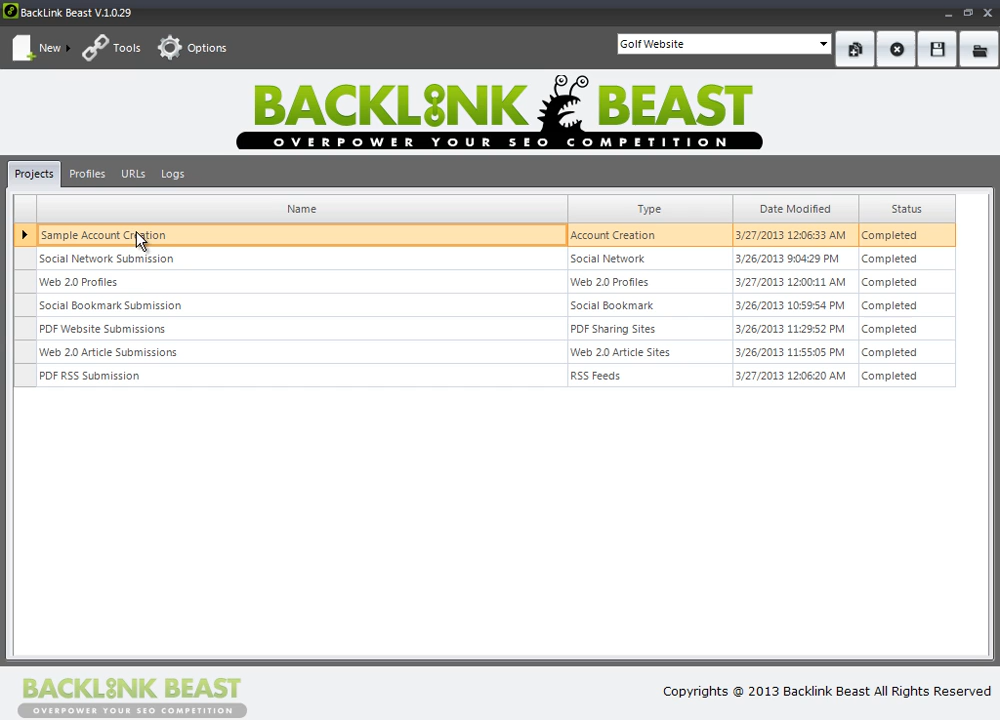 BackLink Beast V.1.0.29
New Tools Options Golf Website
BACKLINK BEAST
OVERPOWER YOUR SEO COMPETITION
Projects Profiles URLs Logs
Name Type Date Modified Status
Sample Account Creation Account Creation 3/27/2013 12:06:33 AM Completed
Social Network Submission Social Network 3/26/2013 9:04:29 PM Completed
Web 2.0 Profiles Web 2.0 Profiles 3/27/2013 12:00:11 AM Completed
Social Bookmark Submission Social Bookmark 3/26/2013 10:59:54 PM Completed
PDF Website Submissions PDF Sharing Sites 3/26/2013 11:29:52 PM Completed
Web 2.0 Article Submissions Web 2.0 Article Sites 3/26/2013 11:55:05 PM Completed
PDF RSS Submission RSS Feeds 3/27/2013 12:06:20 AM Completed
BACKLINK BEAST
OVERPOWER YOUR SEO COMPETITION
Copyrights @ 2013 Backlink Beast All Rights Reserved